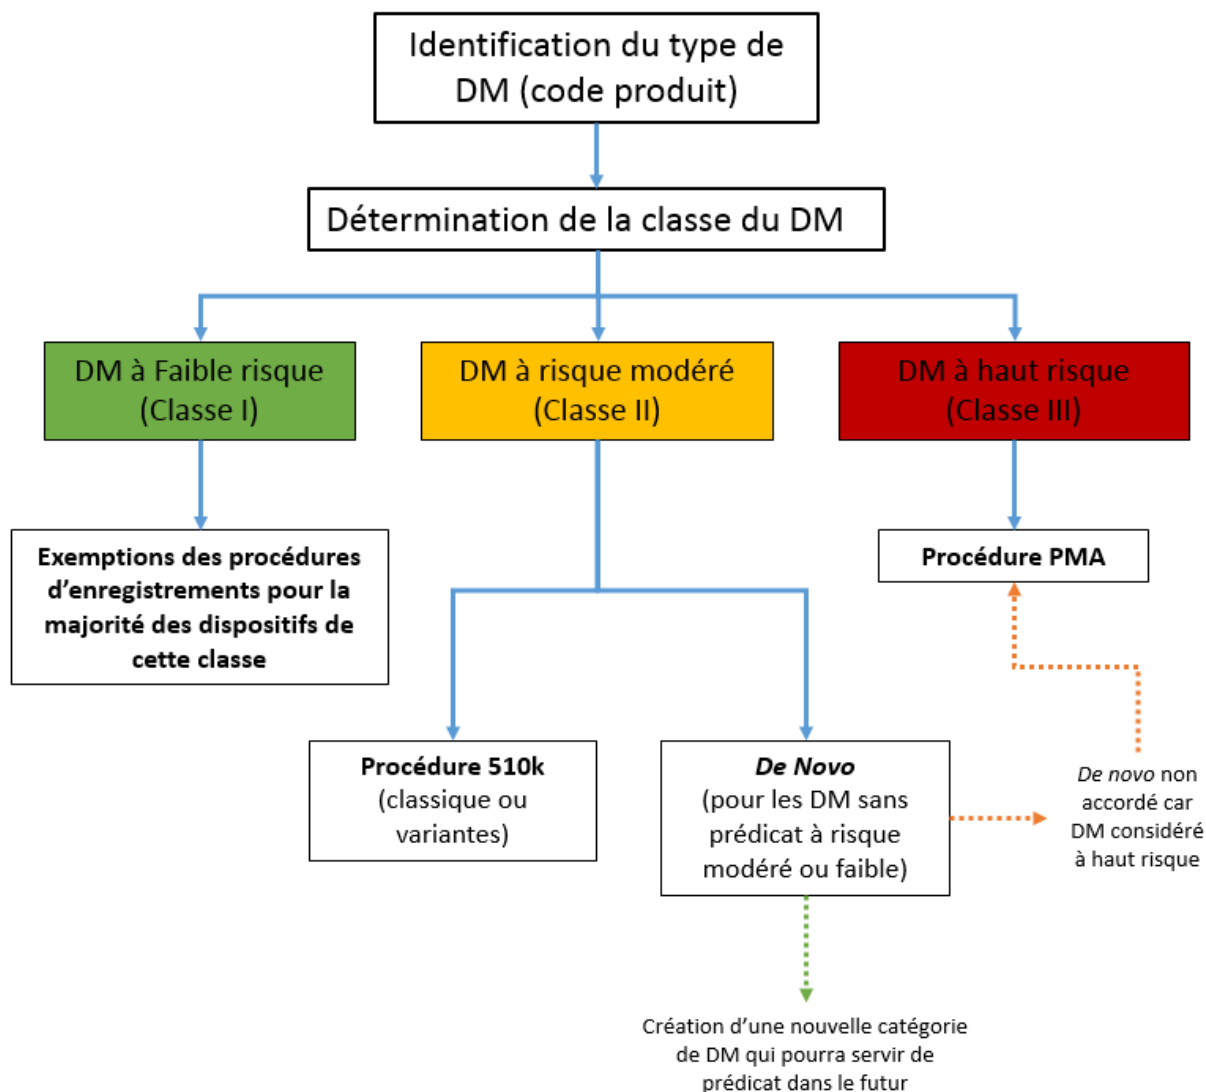 Identification du type de
DM (code produit)
Détermination de la classe du DM
DM à Faible risque
(Classe I)
DM à risque modéré
(Classe II)
DM à haut risque
(Classe III)
Exemptions des procédures
d’enregistrements pour la
majorité des dispositifs de
cette classe
Procédure PMA
Procédure 510k
(classique ou
variantes)
De Novo
(pour les DM sans
prédicat à risque
modéré ou faible)
De novo non
accordé car
DM considéré
à haut risque
Création d’une nouvelle catégorie
de DM qui pourra servir de
prédicat dans le futur